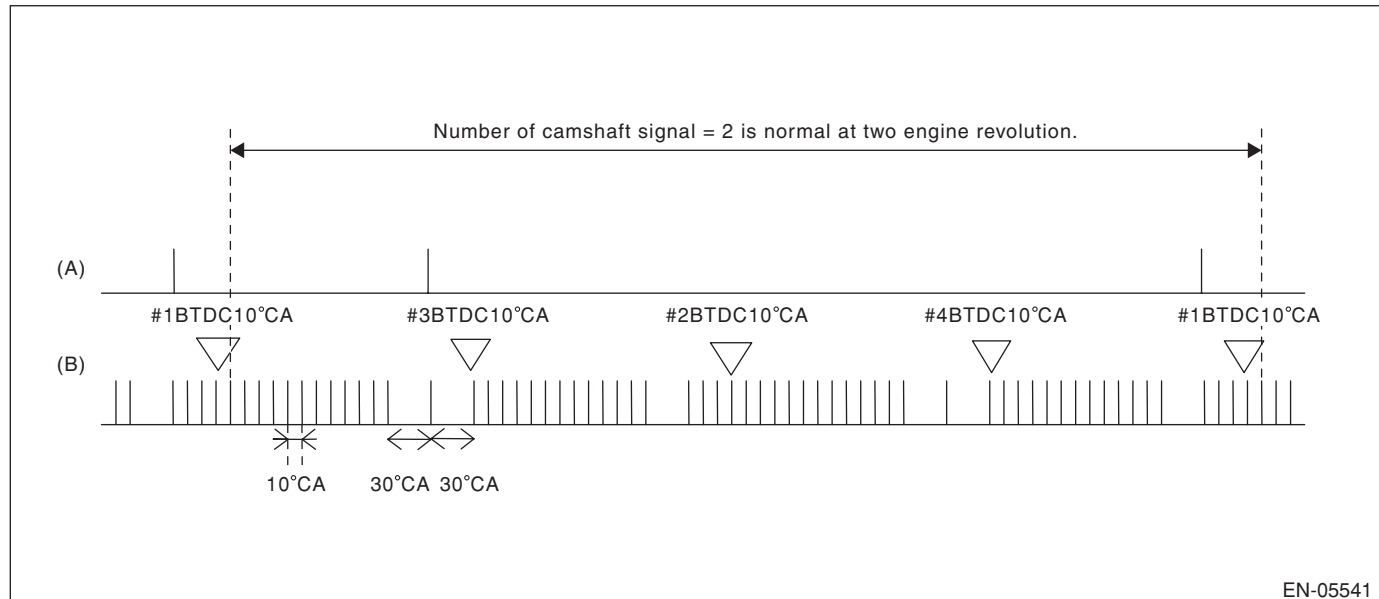 Number of camshaft signal = 2 is normal at two engine revolution.
(A)
#1BTDC10°CA #3BTDC10°CA #2BTDC10°CA #4BTDC10°CA #1BTDC10°CA
(B)
10°CA 30°CA 30°CA
EN-05541